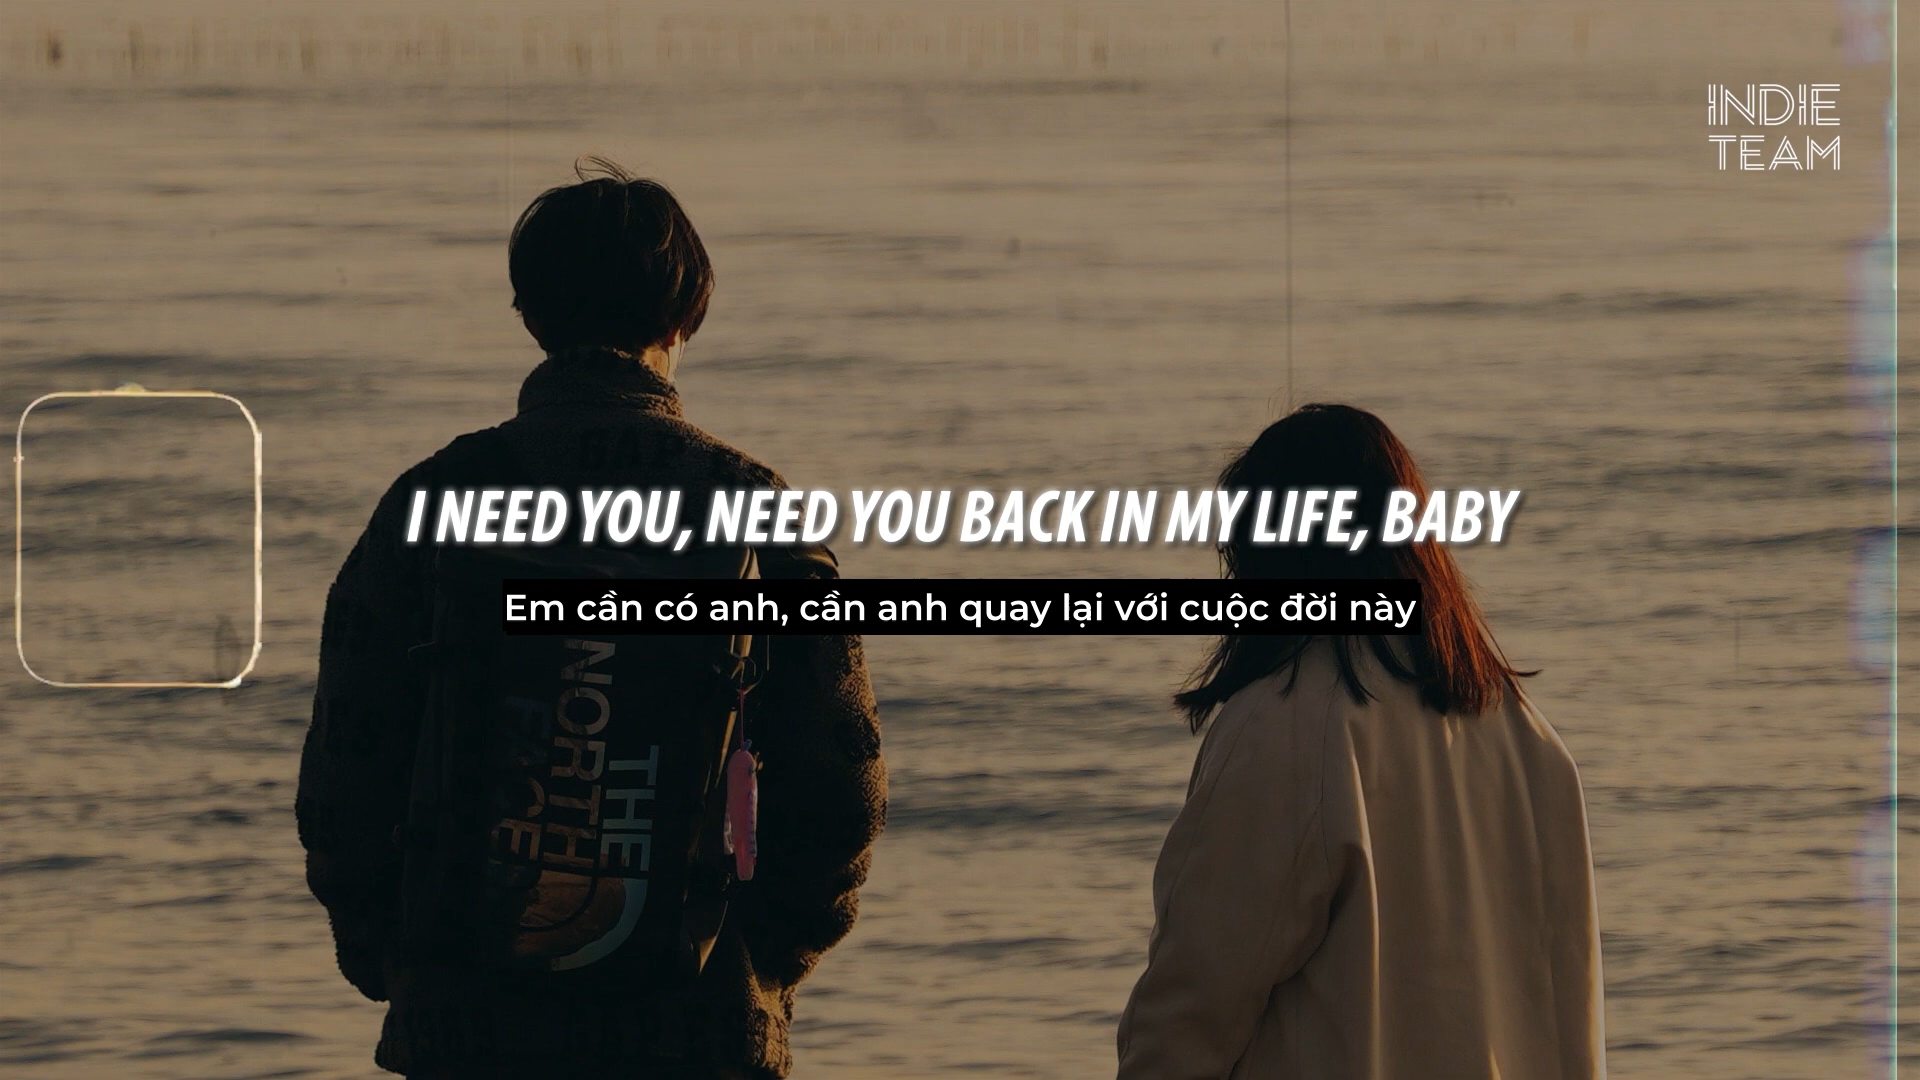 INDIE
TEAM
I NEED YOU, NEED YOU BACK IN MY LIFE, BABY
Em cần có anh, cần anh quay lại với cuộc đời này
THE
NORTH
FACE